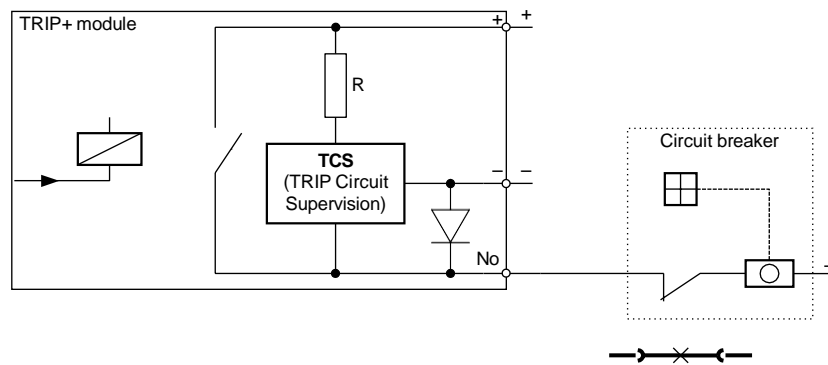 TRIP+ module
+ +
R
TCS
(TRIP Circuit
Supervision)
– –
No
Circuit breaker
–